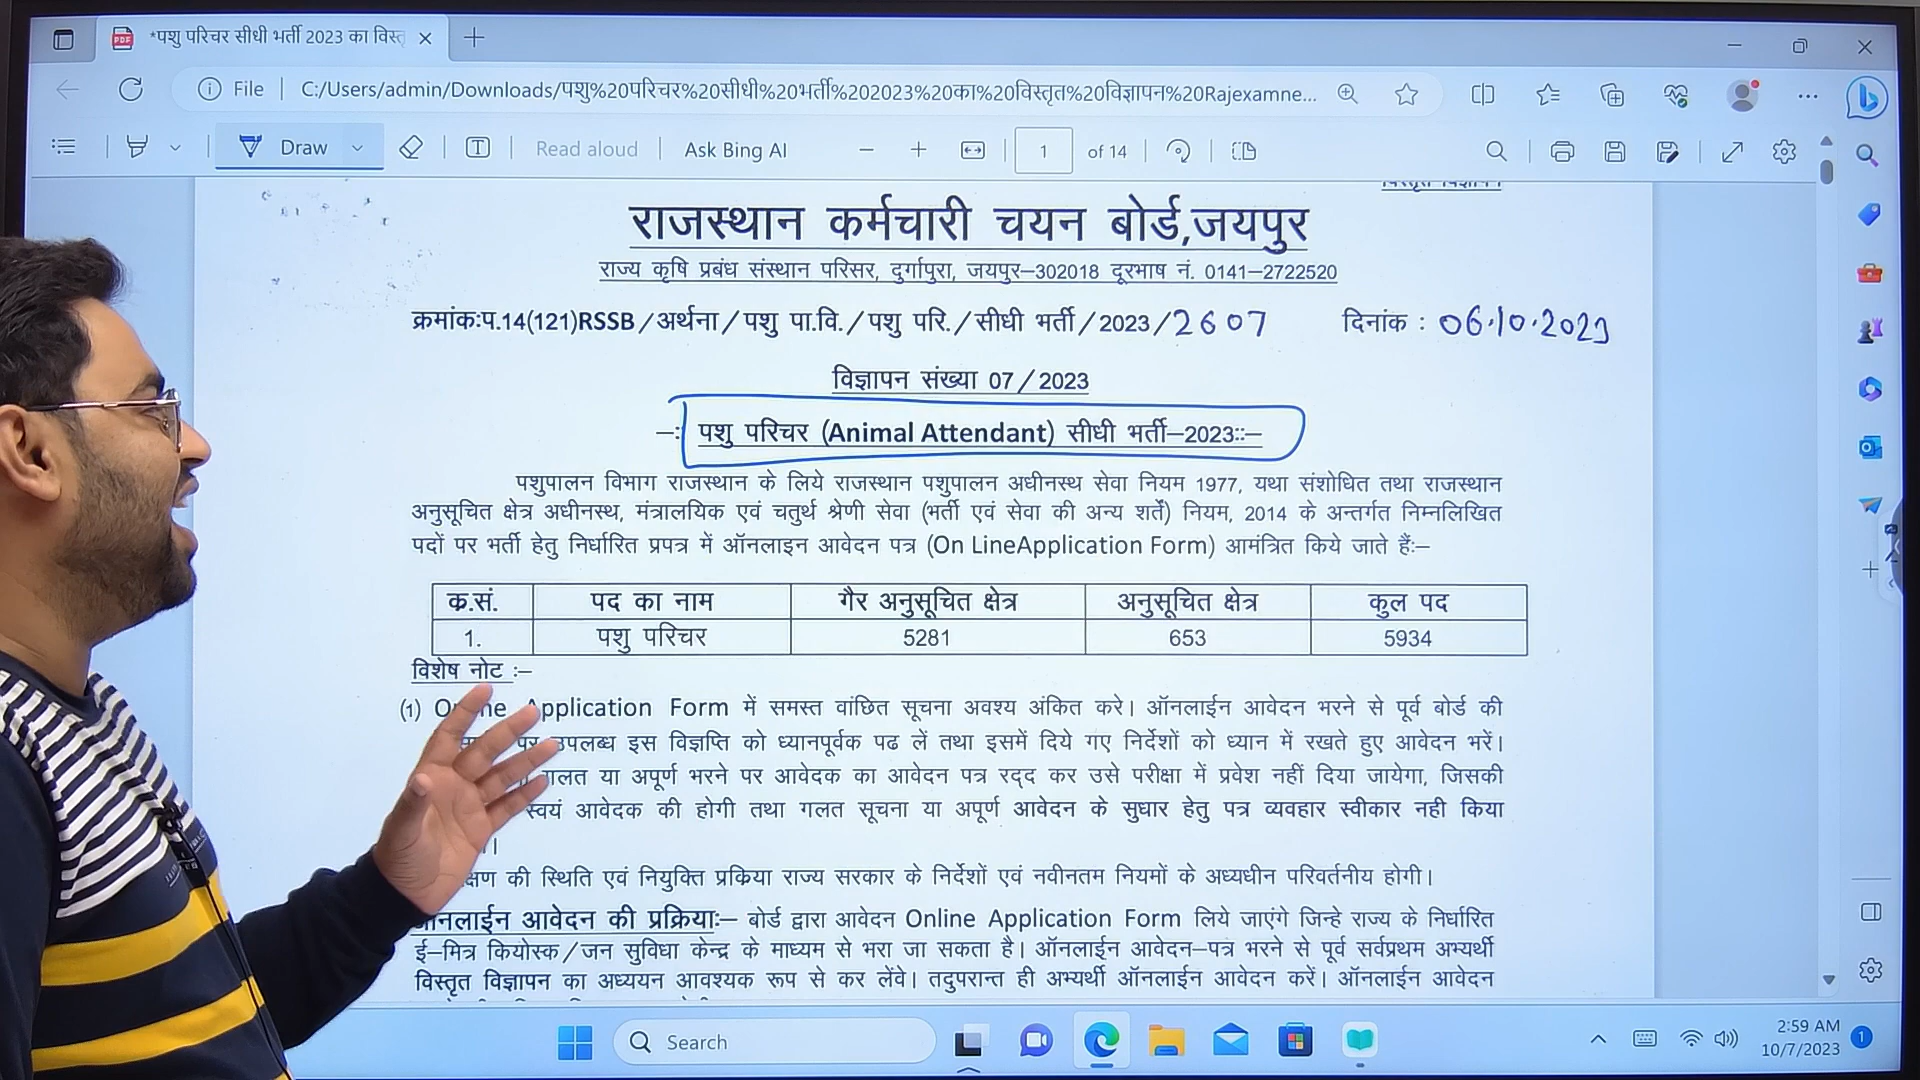 *पशु परिचर सीधी भर्ती 2023 का विस्त
File
C:/Users/admin/Downloads/पशु%20परिचर%20सीधी%20भर्ती%202023%20का%20विस्तृत%20विज्ञापन%20Rajexamne...
Draw
Read aloud
Ask Bing AI
1 of 14
राजस्थान कर्मचारी चयन बोर्ड,जयपुर
राज्य कृषि प्रबंध संस्थान परिसर, दुर्गापुरा, जयपुर–302018 दूरभाष नं. 0141–2722520
क्रमांकःप.14(121)RSSB/अर्थना/पशु पा.वि./पशु परि./सीधी भर्ती/2023/2607 दिनांक : 06.10.2023
विज्ञापन संख्या 07/2023
–: पशु परिचर (Animal Attendant) सीधी भर्ती–2023::–
पशुपालन विभाग राजस्थान के लिये राजस्थान पशुपालन अधीनस्थ सेवा नियम 1977, यथा संशोधित तथा राजस्थान
अनुसूचित क्षेत्र अधीनस्थ, मंत्रालयिक एवं चतुर्थ श्रेणी सेवा (भर्ती एवं सेवा की अन्य शर्तें) नियम, 2014 के अन्तर्गत निम्नलिखित
पदों पर भर्ती हेतु निर्धारित प्रपत्र में ऑनलाइन आवेदन पत्र (On LineApplication Form) आमंत्रित किये जाते हैं:–
क.सं. पद का नाम गैर अनुसूचित क्षेत्र अनुसूचित क्षेत्र कुल पद
1. पशु परिचर 5281 653 5934
विशेष नोट :–
(1) Application Form में समस्त वांछित सूचना अवश्य अंकित करे। ऑनलाईन आवेदन भरने से पूर्व बोर्ड की
पर उपलब्ध इस विज्ञप्ति को ध्यानपूर्वक पढ लें तथा इसमें दिये गए निर्देशों को ध्यान में रखते हुए आवेदन भरें।
गलत या अपूर्ण भरने पर आवेदक का आवेदन पत्र रद्द कर उसे परीक्षा में प्रवेश नहीं दिया जायेगा, जिसकी
स्वयं आवेदक की होगी तथा गलत सूचना या अपूर्ण आवेदन के सुधार हेतु पत्र व्यवहार स्वीकार नही किया
।
की स्थिति एवं नियुक्ति प्रकिया राज्य सरकार के निर्देशों एवं नवीनतम नियमों के अध्यधीन परिवर्तनीय होगी।
ऑनलाईन आवेदन की प्रक्रियाः– बोर्ड द्वारा आवेदन Online Application Form लिये जाएंगे जिन्हे राज्य के निर्धारित
ई–मित्र कियोस्क/जन सुविधा केन्द्र के माध्यम से भरा जा सकता है। ऑनलाईन आवेदन–पत्र भरने से पूर्व सर्वप्रथम अभ्यर्थी
विस्तृत विज्ञापन का अध्ययन आवश्यक रूप से कर लेंवे। तदुपरान्त ही अभ्यर्थी ऑनलाईन आवेदन करें। ऑनलाईन आवेदन
Search
2:59 AM
10/7/2023
1